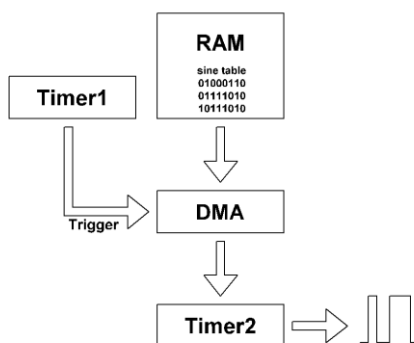 RAM
sine table
01000110
01111010
10111010
Timer1
Trigger
DMA
Timer2